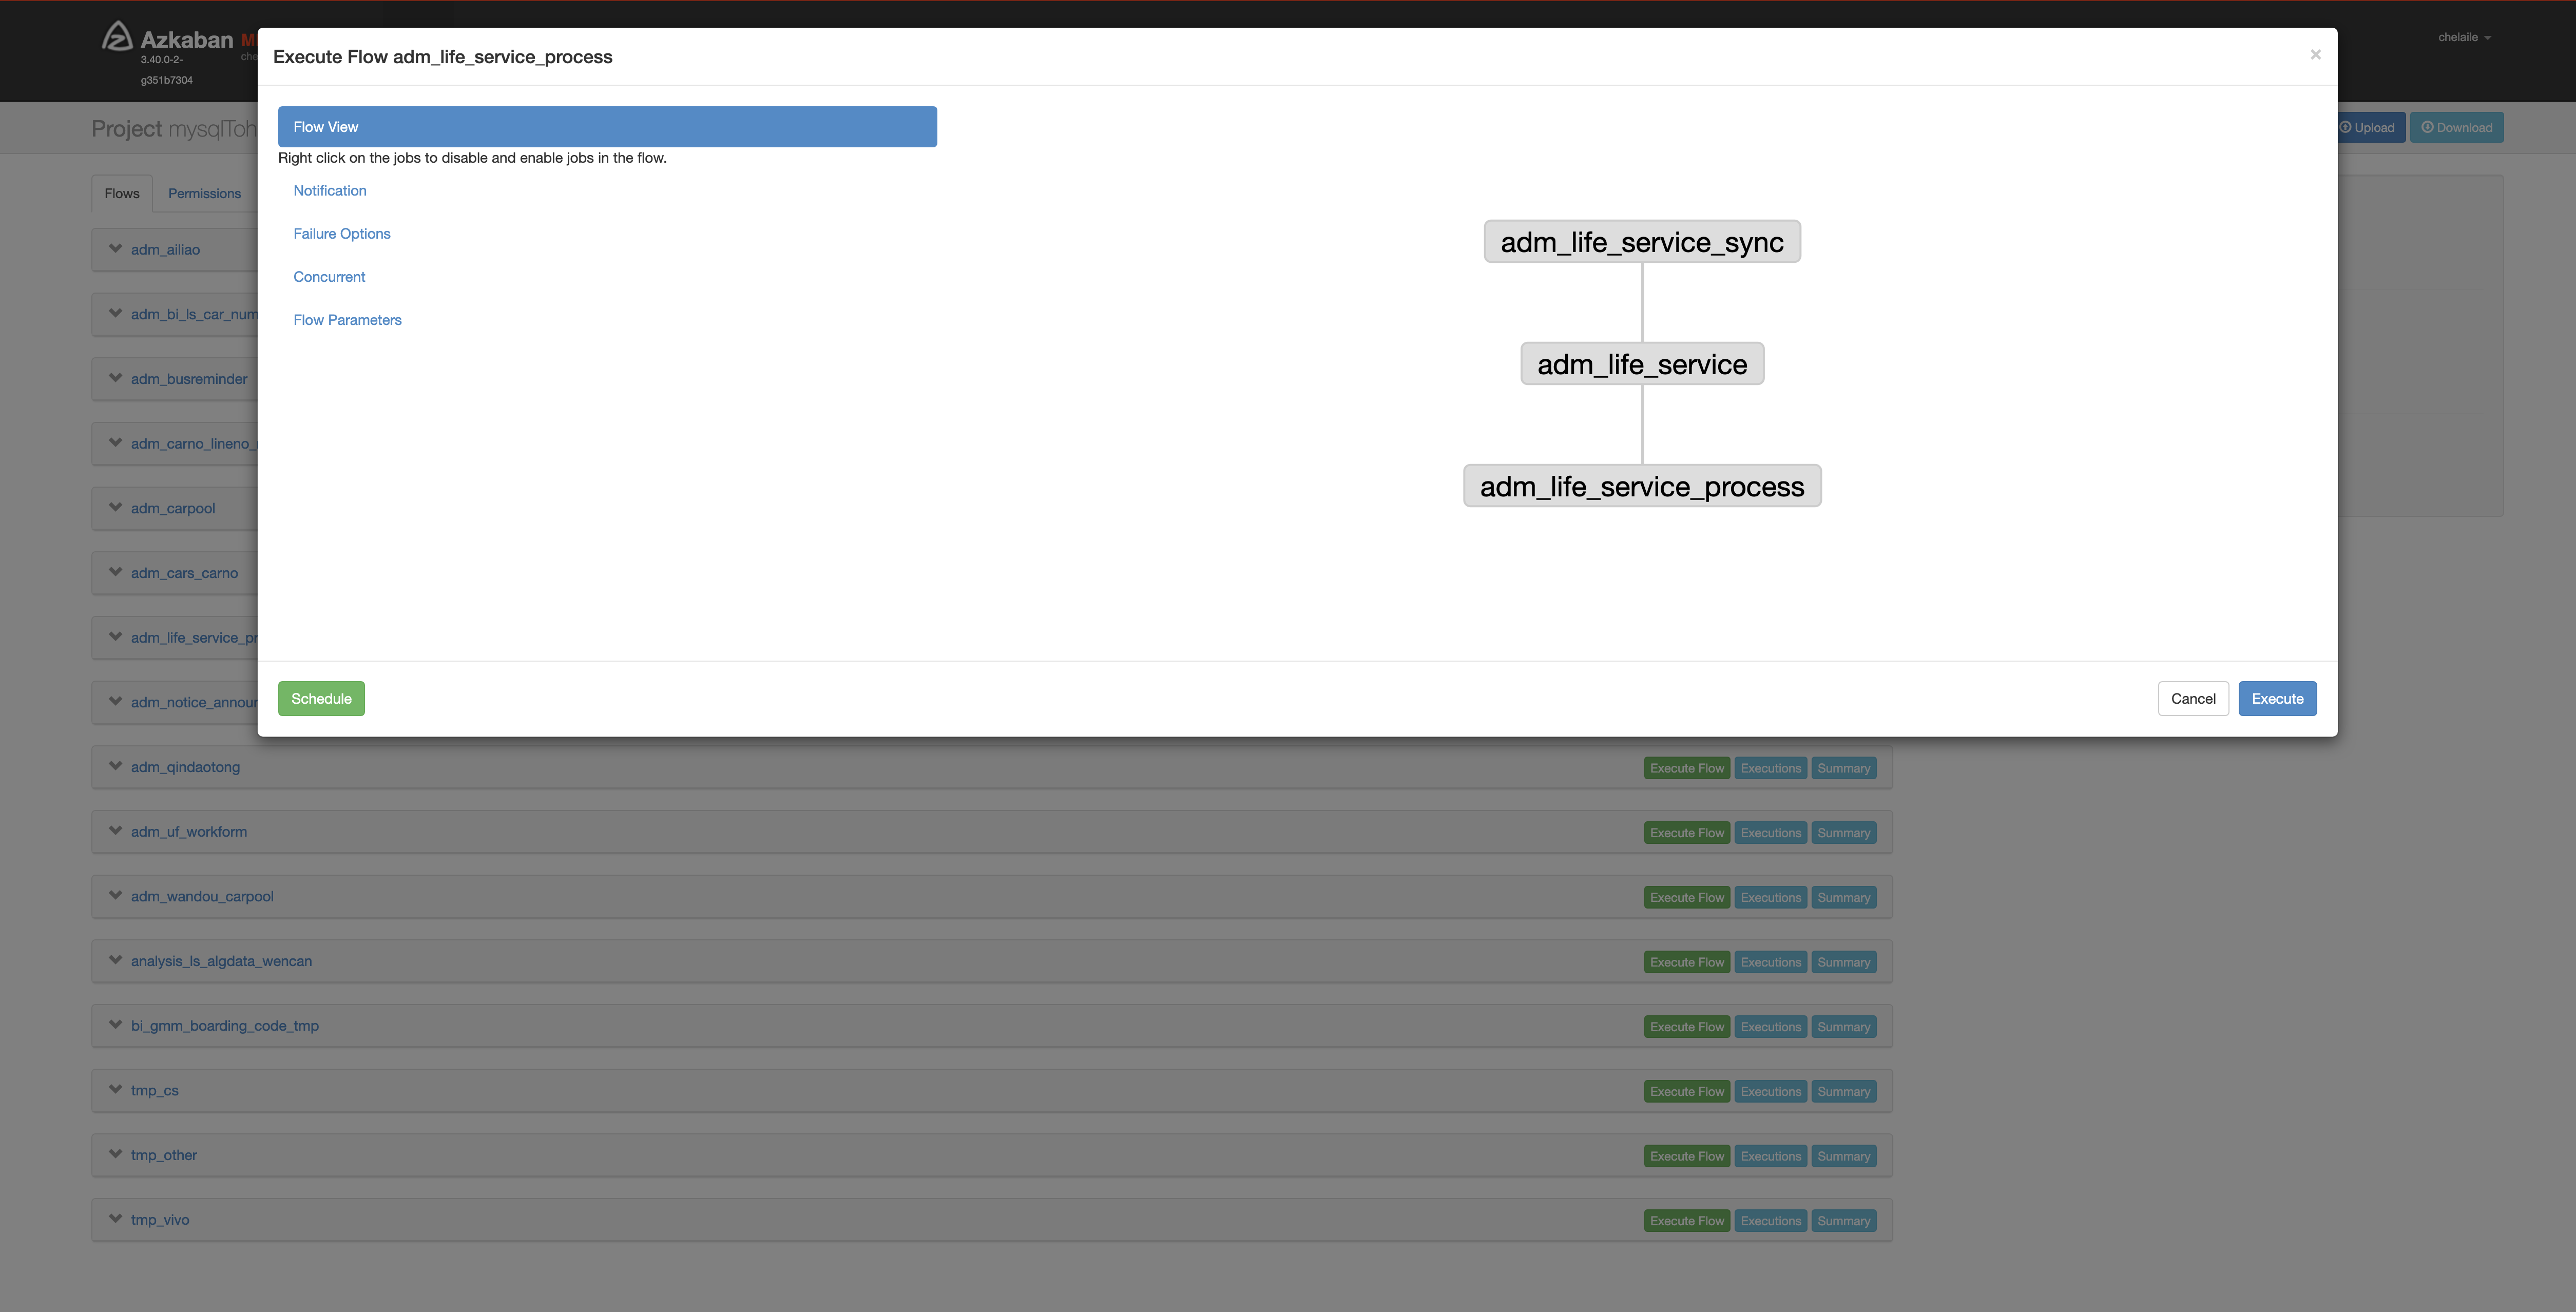 Azkaban
3.40.0-2-
g351b7304
chelaile
Execute Flow adm_life_service_process
×
Project
Upload
Download
Flow View
Right click on the jobs to disable and enable jobs in the flow.
Notification
Failure Options
Concurrent
Flow Parameters
adm_life_service_sync
adm_life_service
adm_life_service_process
Schedule
Cancel
Execute
Flows
Permissions
adm_ailiao
adm_bi_ls_car_num
adm_busreminder
adm_carno_lineno_
adm_carpool
adm_cars_carno
adm_life_service_pr
adm_notice_annour
adm_qindaotong
Execute Flow Executions Summary
adm_uf_workform
Execute Flow Executions Summary
adm_wandou_carpool
Execute Flow Executions Summary
analysis_ls_algdata_wencan
Execute Flow Executions Summary
bi_gmm_boarding_code_tmp
Execute Flow Executions Summary
tmp_cs
Execute Flow Executions Summary
tmp_other
Execute Flow Executions Summary
tmp_vivo
Execute Flow Executions Summary